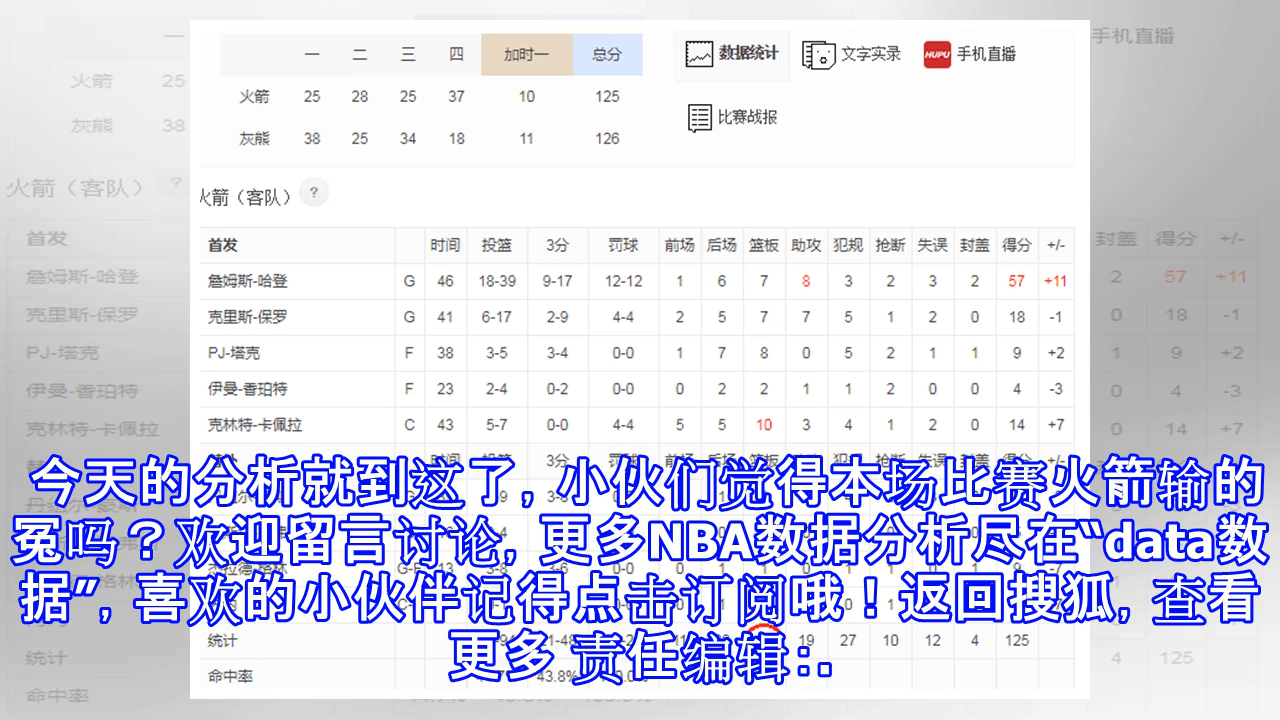 一 二 三 四 加时一 总分
火箭 25 28 25 37 10 125
灰熊 38 25 34 18 11 126
数据统计 文字实录 HUPU 手机直播
比赛战报
火箭（客队） ?
首发 时间 投篮 3分 罚球 前场 后场 篮板 助攻 犯规 抢断 失误 封盖 得分 +/-
詹姆斯-哈登 G 46 18-39 9-17 12-12 1 6 7 8 3 2 3 2 57 +11
克里斯-保罗 G 41 6-17 2-9 4-4 2 5 7 7 5 1 2 0 18 -1
PJ-塔克 F 38 3-5 3-4 0-0 1 7 8 0 5 2 1 1 9 +2
伊曼-香珀特 F 23 2-4 0-2 0-0 0 2 2 1 1 2 0 0 4 -3
克林特-卡佩拉 C 43 5-7 0-0 4-4 5 5 10 3 4 1 2 0 14 +7
今天的分析就到这了, 小伙们觉得本场比赛火箭输的
冤吗？欢迎留言讨论, 更多NBA数据分析尽在“data数
据”, 喜欢的小伙伴记得点击订阅哦！返回搜狐, 查看
更多 责任编辑:.
统计 19 27 10 12 4 125
命中率 43.8%